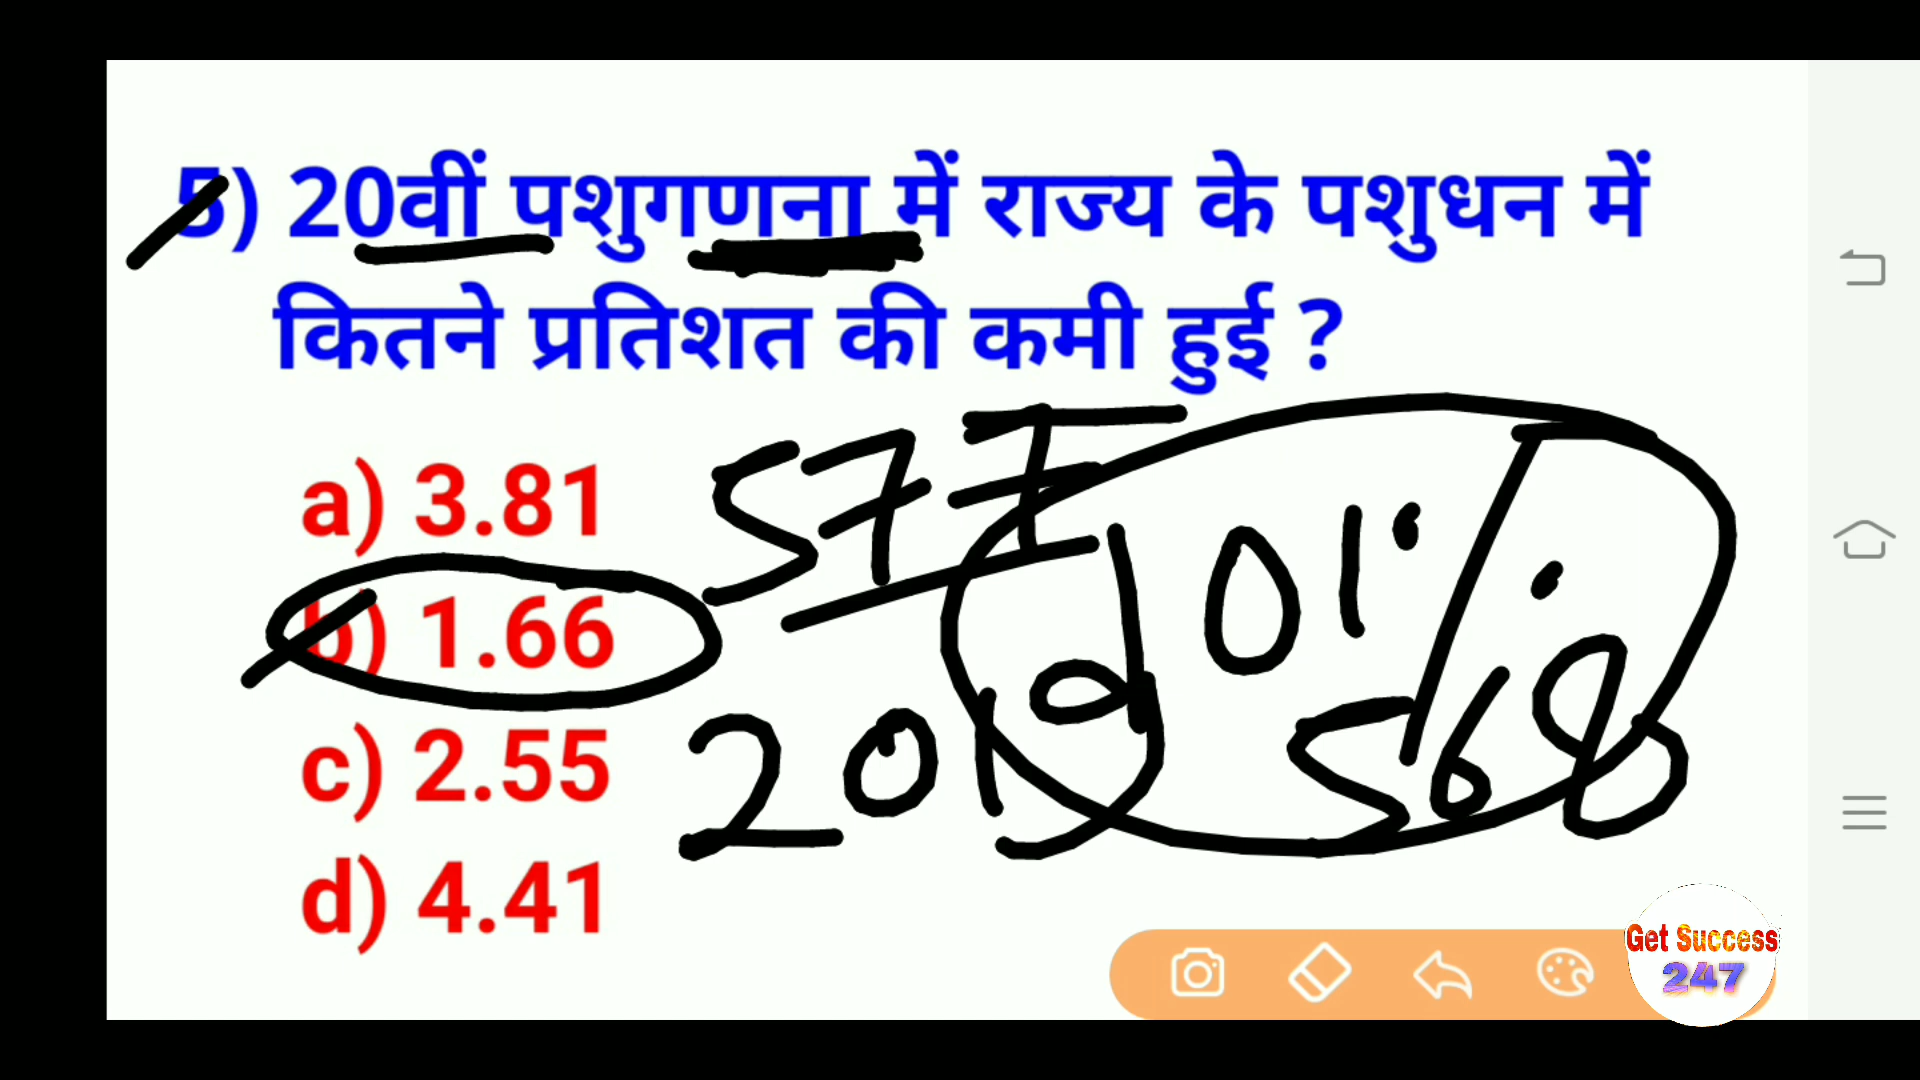 5) 20वीं पशुगणना में राज्य के पशुधन में
कितने प्रतिशत की कमी हुई ?
a) 3.81
577
b) 1.66
01
c) 2.55
2019
568
d) 4.41
Get Success
247